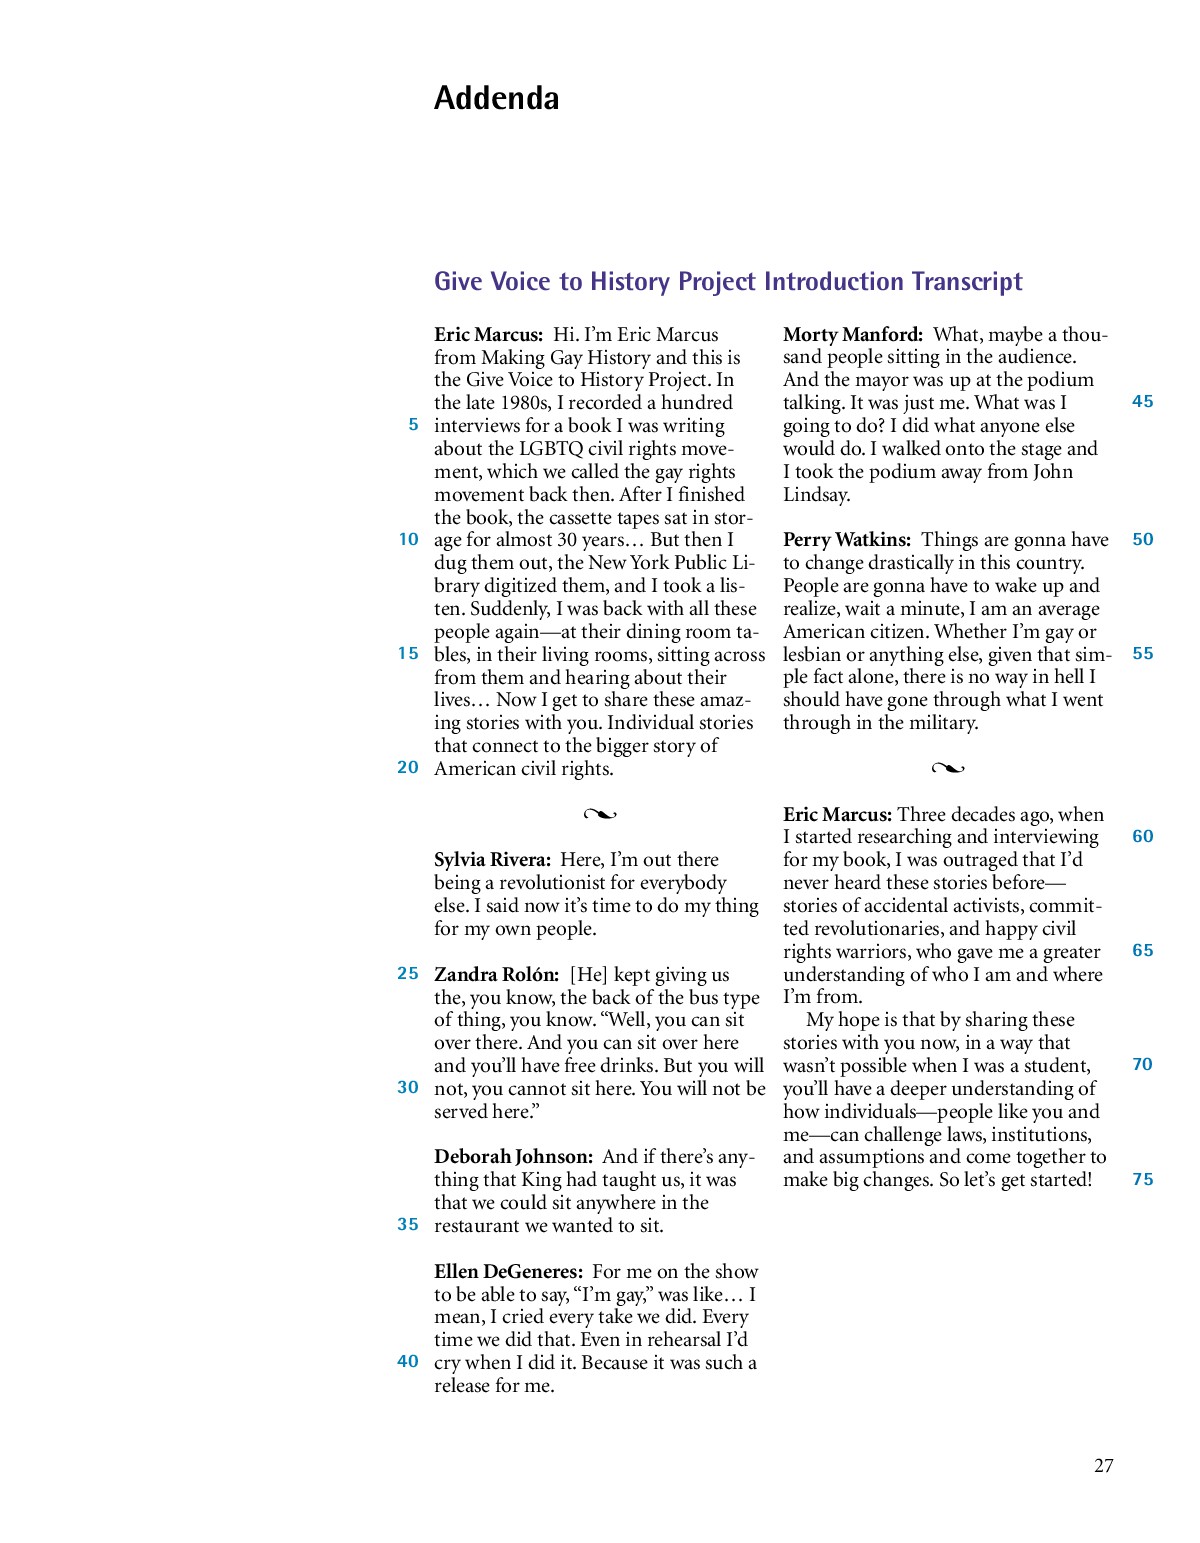 Addenda
Give Voice to History Project Introduction Transcript
Eric Marcus: Hi. I’m Eric Marcus
from Making Gay History and this is
the Give Voice to History Project. In
the late 1980s, I recorded a hundred
5 interviews for a book I was writing
about the LGBTQ civil rights move-
ment, which we called the gay rights
movement back then. After I finished
the book, the cassette tapes sat in stor-
10 age for almost 30 years… But then I
dug them out, the New York Public Li-
brary digitized them, and I took a lis-
ten. Suddenly, I was back with all these
people again—at their dining room ta-
15 bles, in their living rooms, sitting across
from them and hearing about their
lives… Now I get to share these amaz-
ing stories with you. Individual stories
that connect to the bigger story of
20 American civil rights.
Sylvia Rivera: Here, I’m out there
being a revolutionist for everybody
else. I said now it’s time to do my thing
for my own people.
25 Zandra Rolón: [He] kept giving us
the, you know, the back of the bus type
of thing, you know. “Well, you can sit
over there. And you can sit over here
and you’ll have free drinks. But you will
30 not, you cannot sit here. You will not be
served here.”
Deborah Johnson: And if there’s any-
thing that King had taught us, it was
that we could sit anywhere in the
35 restaurant we wanted to sit.
Ellen DeGeneres: For me on the show
to be able to say, “I’m gay,” was like… I
mean, I cried every take we did. Every
time we did that. Even in rehearsal I’d
40 cry when I did it. Because it was such a
release for me.
Morty Manford: What, maybe a thou-
sand people sitting in the audience.
And the mayor was up at the podium
talking. It was just me. What was I 45
going to do? I did what anyone else
would do. I walked onto the stage and
I took the podium away from John
Lindsay.
Perry Watkins: Things are gonna have 50
to change drastically in this country.
People are gonna have to wake up and
realize, wait a minute, I am an average
American citizen. Whether I’m gay or
lesbian or anything else, given that sim- 55
ple fact alone, there is no way in hell I
should have gone through what I went
through in the military.
Eric Marcus: Three decades ago, when
I started researching and interviewing 60
for my book, I was outraged that I’d
never heard these stories before—
stories of accidental activists, commit-
ted revolutionaries, and happy civil
rights warriors, who gave me a greater 65
understanding of who I am and where
I’m from.
My hope is that by sharing these
stories with you now, in a way that
wasn’t possible when I was a student, 70
you’ll have a deeper understanding of
how individuals—people like you and
me—can challenge laws, institutions,
and assumptions and come together to
make big changes. So let’s get started! 75
27